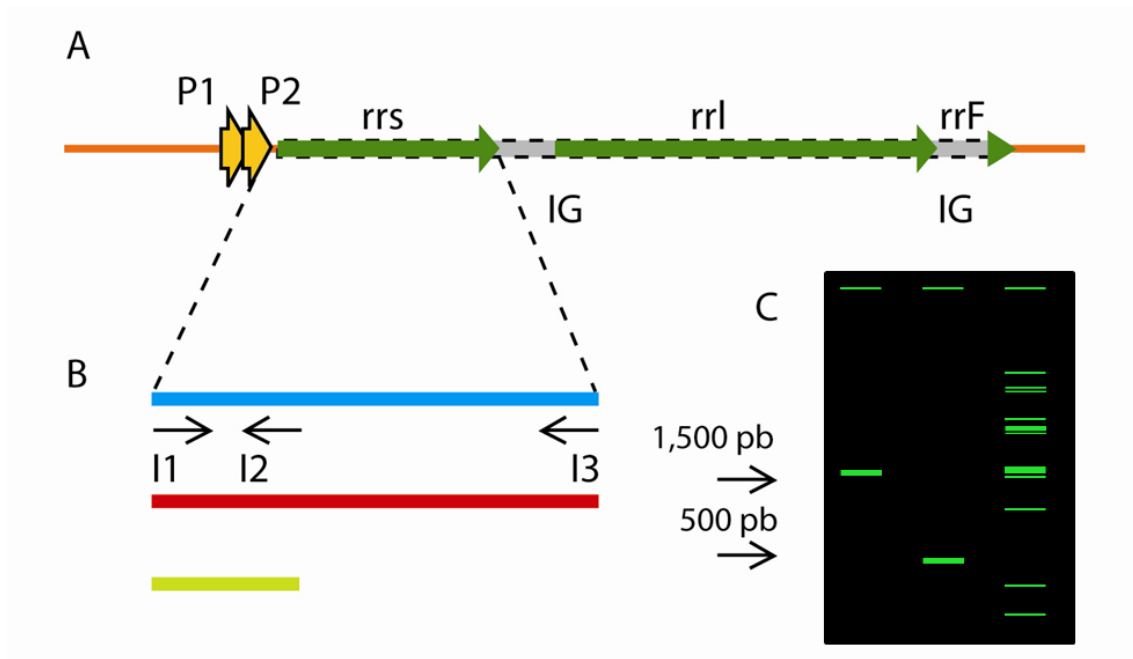 A
P1 P2
rrs
rrl
rrF
IG
IG
B
I1 I2 I3
C
1,500 pb
500 pb